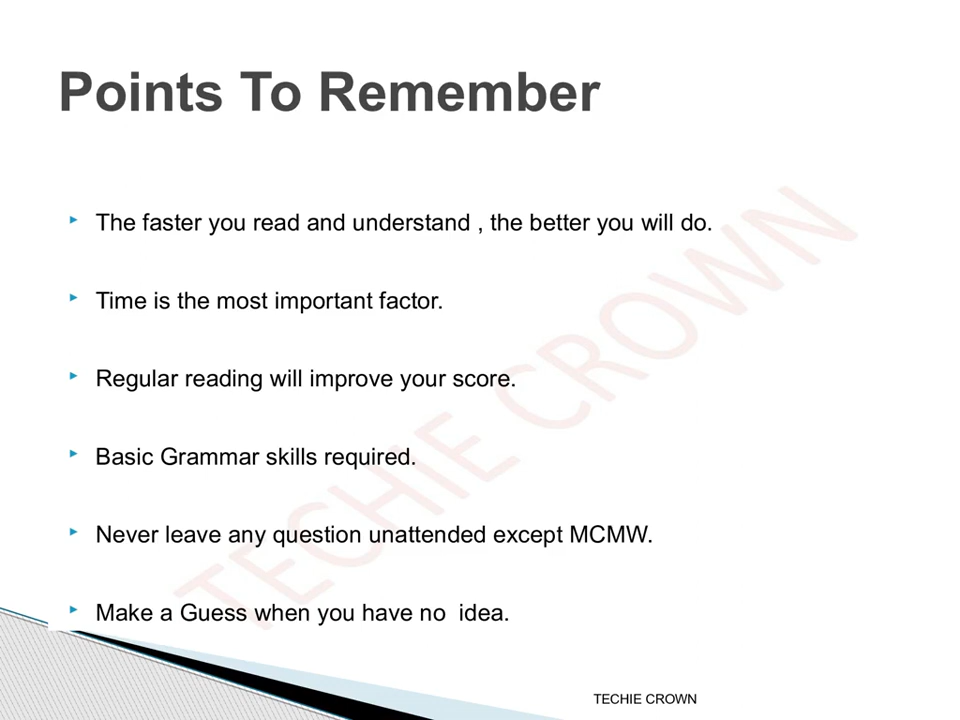 Points To Remember
The faster you read and understand , the better you will do.
Time is the most important factor.
Regular reading will improve your score.
Basic Grammar skills required.
Never leave any question unattended except MCMW.
Make a Guess when you have no  idea.
TECHIE CROWN
TECHIE CROWN